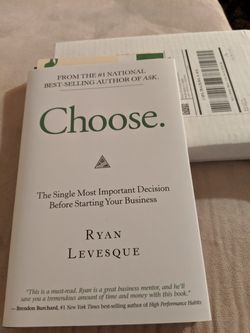 FROM THE #1 NATIONAL
BEST-SELLING AUTHOR OF ASK.
Choose.
The Single Most Important Decision
Before Starting Your Business
RYAN
LEVESQUE
"This is a must-read. Ryan is a great business mentor, and he'll
save you a tremendous amount of time and money with this book."
— Brendon Burchard, #1 New York Times best-selling author of High Performance Habits